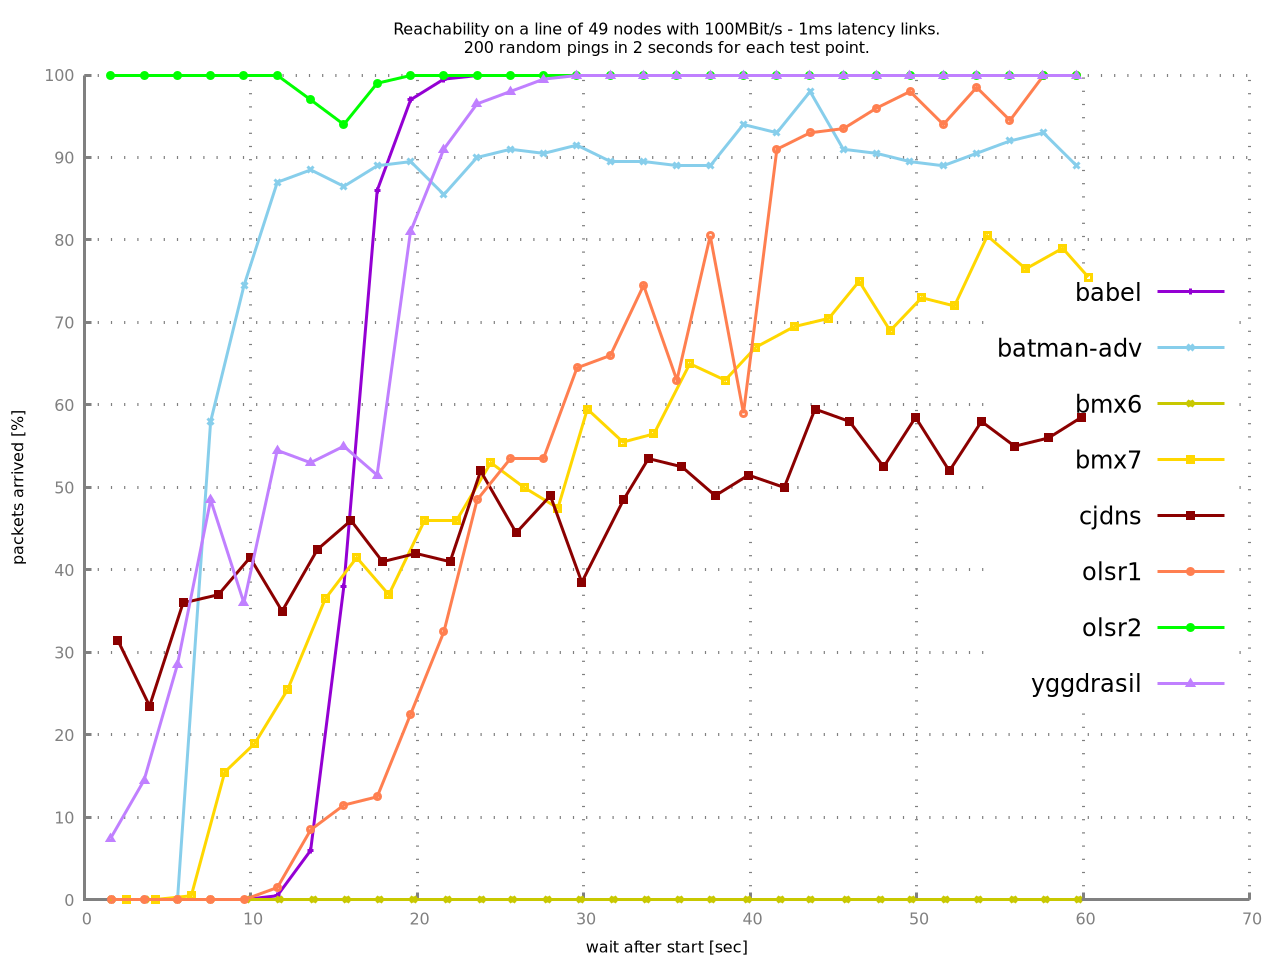 Reachability on a line of 49 nodes with 100MBit/s - 1ms latency links.
200 random pings in 2 seconds for each test point.
100
90
80
70
60
50
40
30
20
10
0
packets arrived [%]
babel
batman-adv
bmx6
bmx7
cjdns
olsr1
olsr2
yggdrasil
0 10 20 30 40 50 60 70
wait after start [sec]